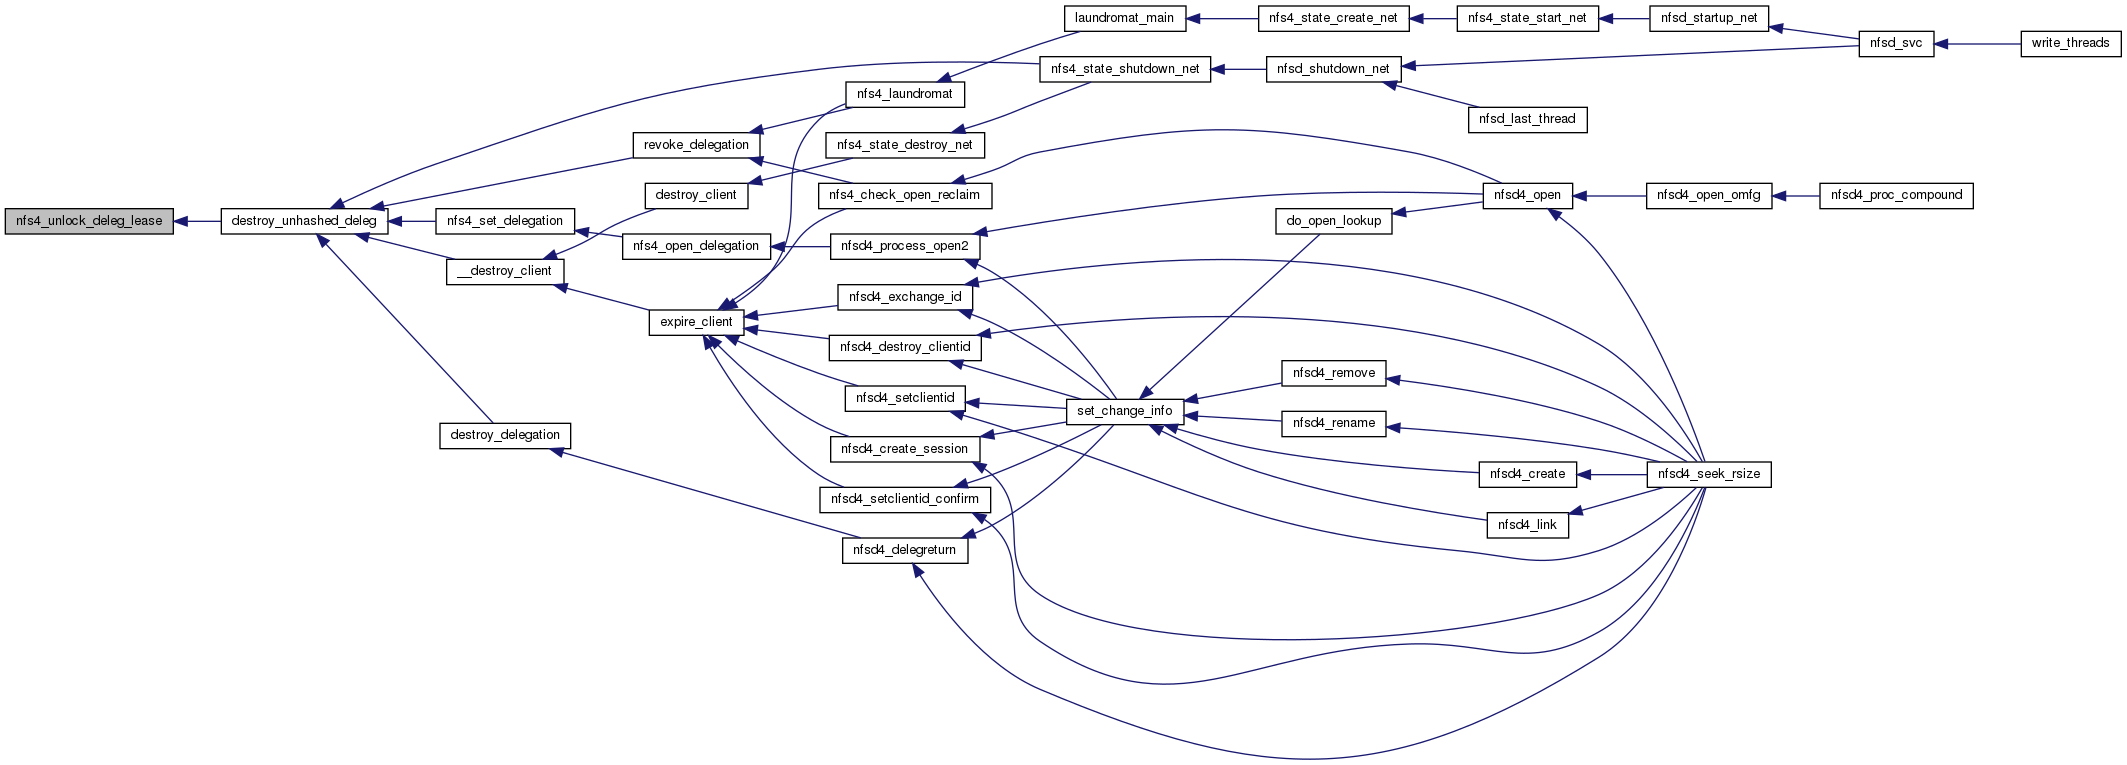 laundromat_main
nfs4_state_create_net
nfs4_state_start_net
nfsd_startup_net
nfsd_svc
write_threads
nfs4_state_shutdown_net
nfsd_shutdown_net
nfs4_laundromat
nfsd_last_thread
revoke_delegation
nfs4_state_destroy_net
destroy_client
nfs4_check_open_reclaim
nfsd4_open
nfsd4_open_omfg
nfsd4_proc_compound
nfs4_unlock_deleg_lease
destroy_unhashed_deleg
nfs4_set_delegation
do_open_lookup
nfs4_open_delegation
nfsd4_process_open2
__destroy_client
nfsd4_exchange_id
expire_client
nfsd4_destroy_clientid
nfsd4_remove
nfsd4_setclientid
set_change_info
nfsd4_rename
destroy_delegation
nfsd4_create_session
nfsd4_create
nfsd4_seek_rsize
nfsd4_setclientid_confirm
nfsd4_link
nfsd4_delegreturn